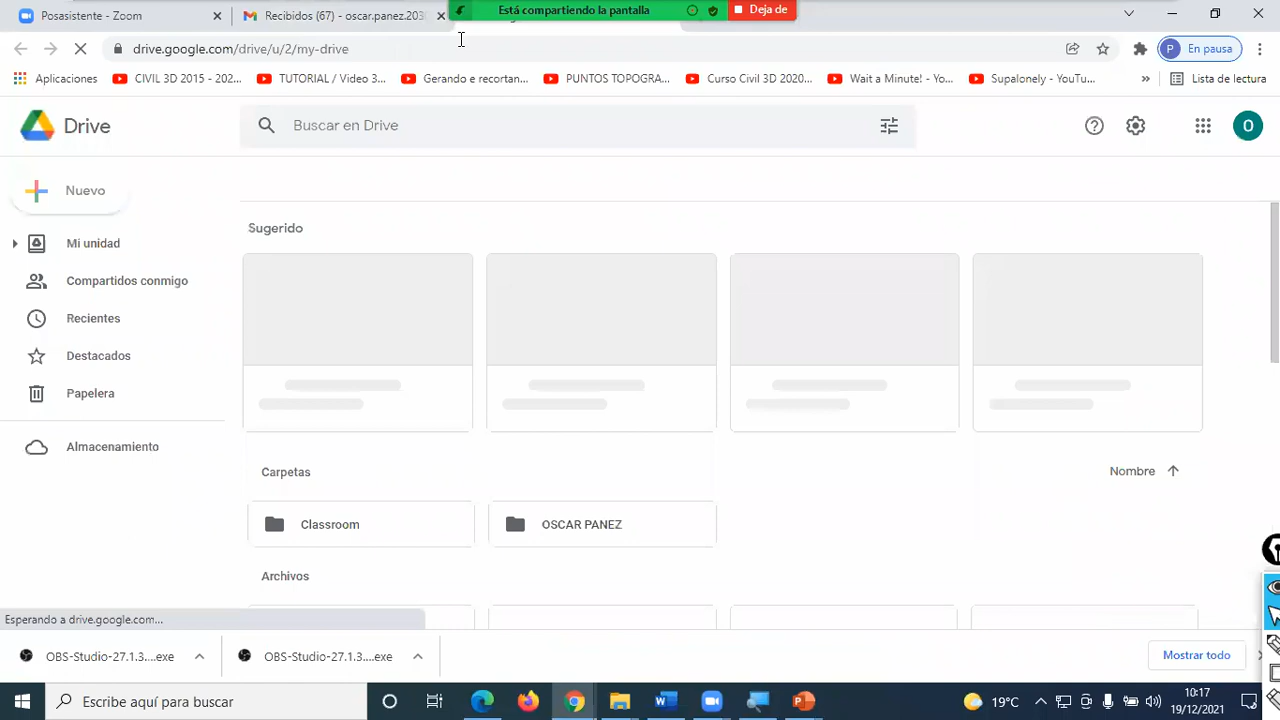 Possistente - Zoom
Recibidos (67) - oscar.panez.203
Está compartiendo la pantalla
Deja de
drive.google.com/drive/u/2/my-drive
P
En pausa
Aplicaciones
CIVIL 3D 2015 - 202...
TUTORIAL / Video 3...
Gerando e recortan...
PUNTOS TOPOGRA...
Curso Civil 3D 2020...
Wait a Minute! - Yo...
Supalonely - YouTu...
»
Lista de lectura
Drive
Buscar en Drive
O
Nuevo
Sugerido
Mi unidad
Compartidos conmigo
Recientes
Destacados
Papelera
Almacenamiento
Carpetas
Nombre
Classroom
OSCAR PANEZ
Archivos
Esperando a drive.google.com...
OBS-Studio-27.1.3....exe
OBS-Studio-27.1.3....exe
Mostrar todo
Escribe aquí para buscar
19°C
10:17
19/12/2021